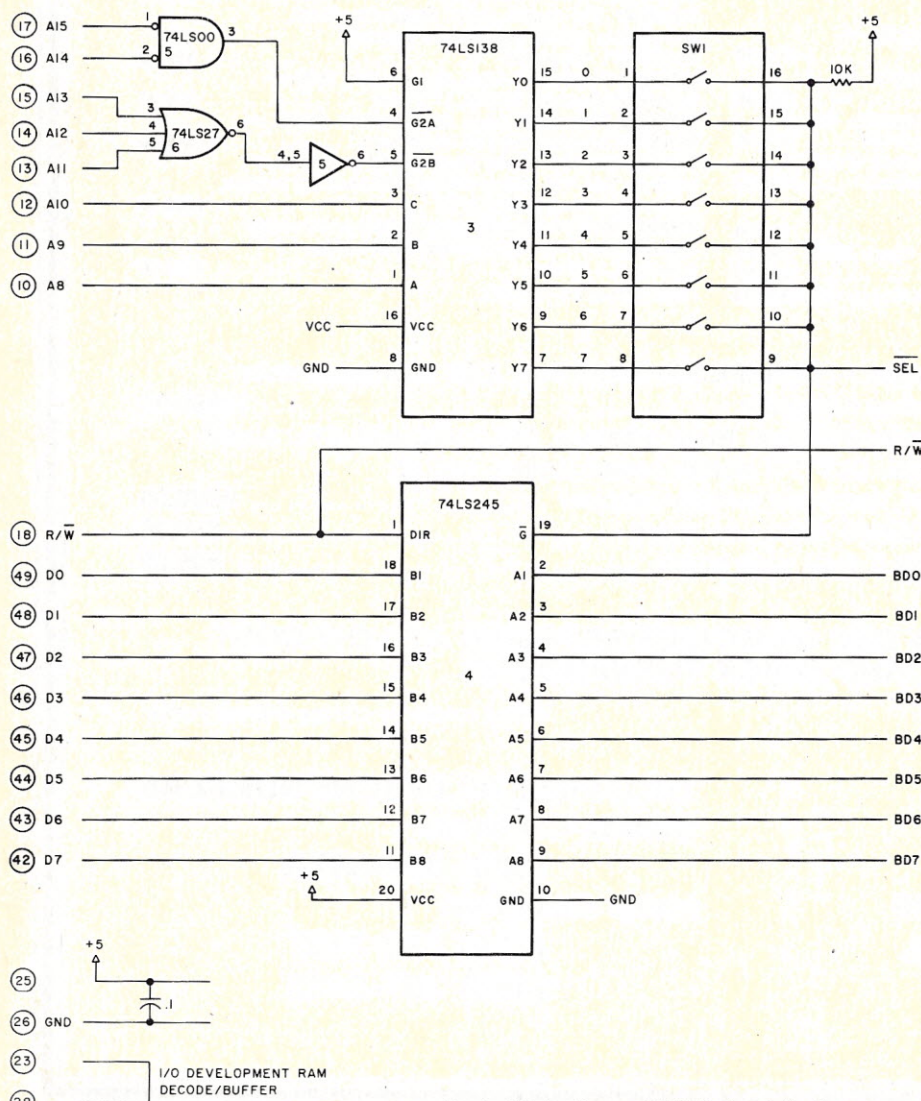 +5
+5
17 A15 1
74LS00
3
5
16 A14 2
74LS138
SW1
10K
6 G1 Y0 15 0 1 16
15 A13
4 G2A Y1 14 1 2 15
3
14 A12 4 74LS27 6
5
6
13 A11
4,5 5 6 5 G2B Y2 13 2 3 14
12 A10 3 C Y3 12 3 4 13
3
11 A9 2 B Y4 11 4 5 12
10 A8 1 A Y5 10 5 6 11
VCC 16 VCC Y6 9 6 7 10
GND 8 GND Y7 7 7 8 9 SEL
R/W
74LS245
18 R/W 1 DIR G 19
49 D0 18 B1 A1 2 BD0
48 D1 17 B2 A2 3 BD1
47 D2 16 B3 A3 4 BD2
4
46 D3 15 B4 A4 5 BD3
45 D4 14 B5 A5 6 BD4
44 D5 13 B6 A6 7 BD5
43 D6 12 B7 A7 8 BD6
42 D7 11 B8 A8 9 BD7
+5 20 VCC GND 10 GND
+5
25
.1
26 GND
23
I/O DEVELOPMENT RAM
DECODE/BUFFER